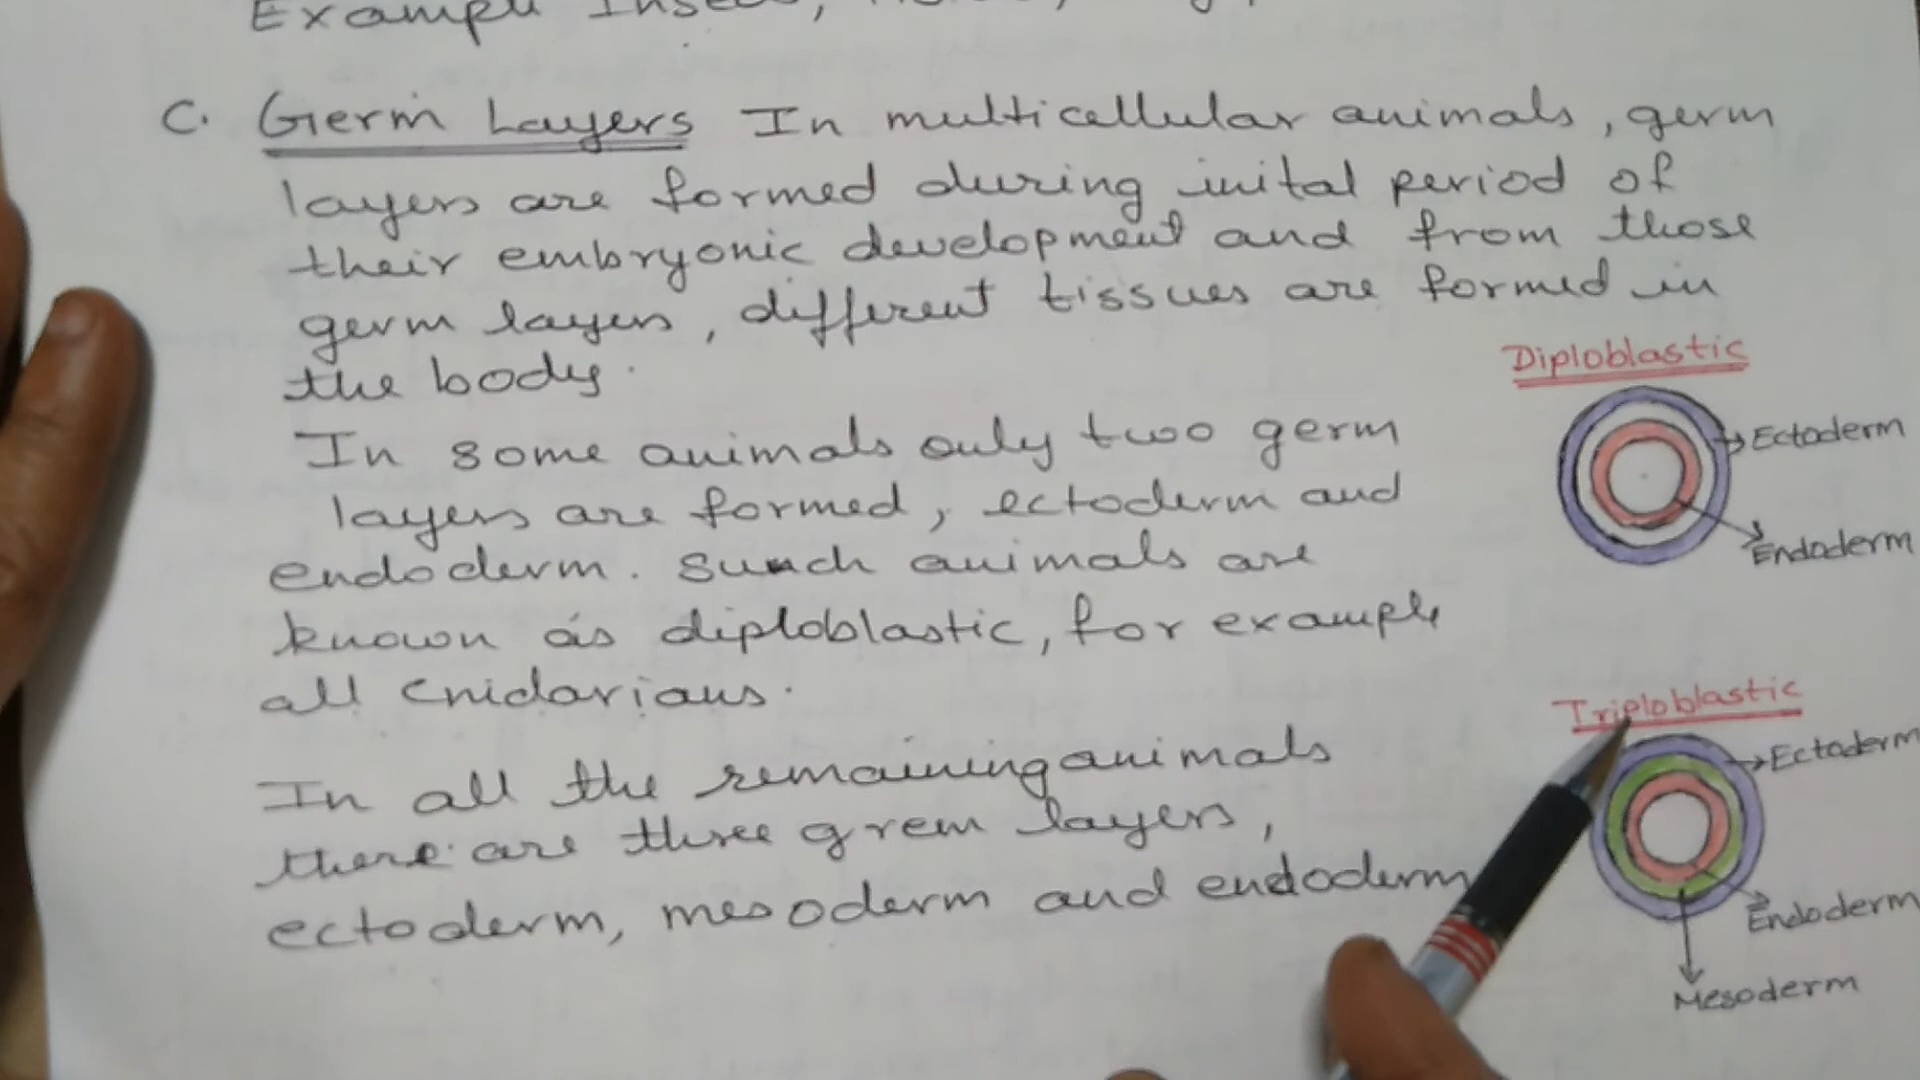 Example Insects,
C. Germ Layers In multicellular animals, germ
layers are formed during inital period of
their embryonic development and from those
germ layers, different tissues are formed in
the body.
In some animals only two germ
layers are formed, ectoderm and
endoderm. Such animals are
known as diploblastic, for example
all cnidarians.
In all the remaining animals
there are three grem layers,
ectoderm, mesoderm and endoderm
Diploblastic
Ectoderm
Endoderm
Triploblastic
Ectoderm
Endoderm
Mesoderm